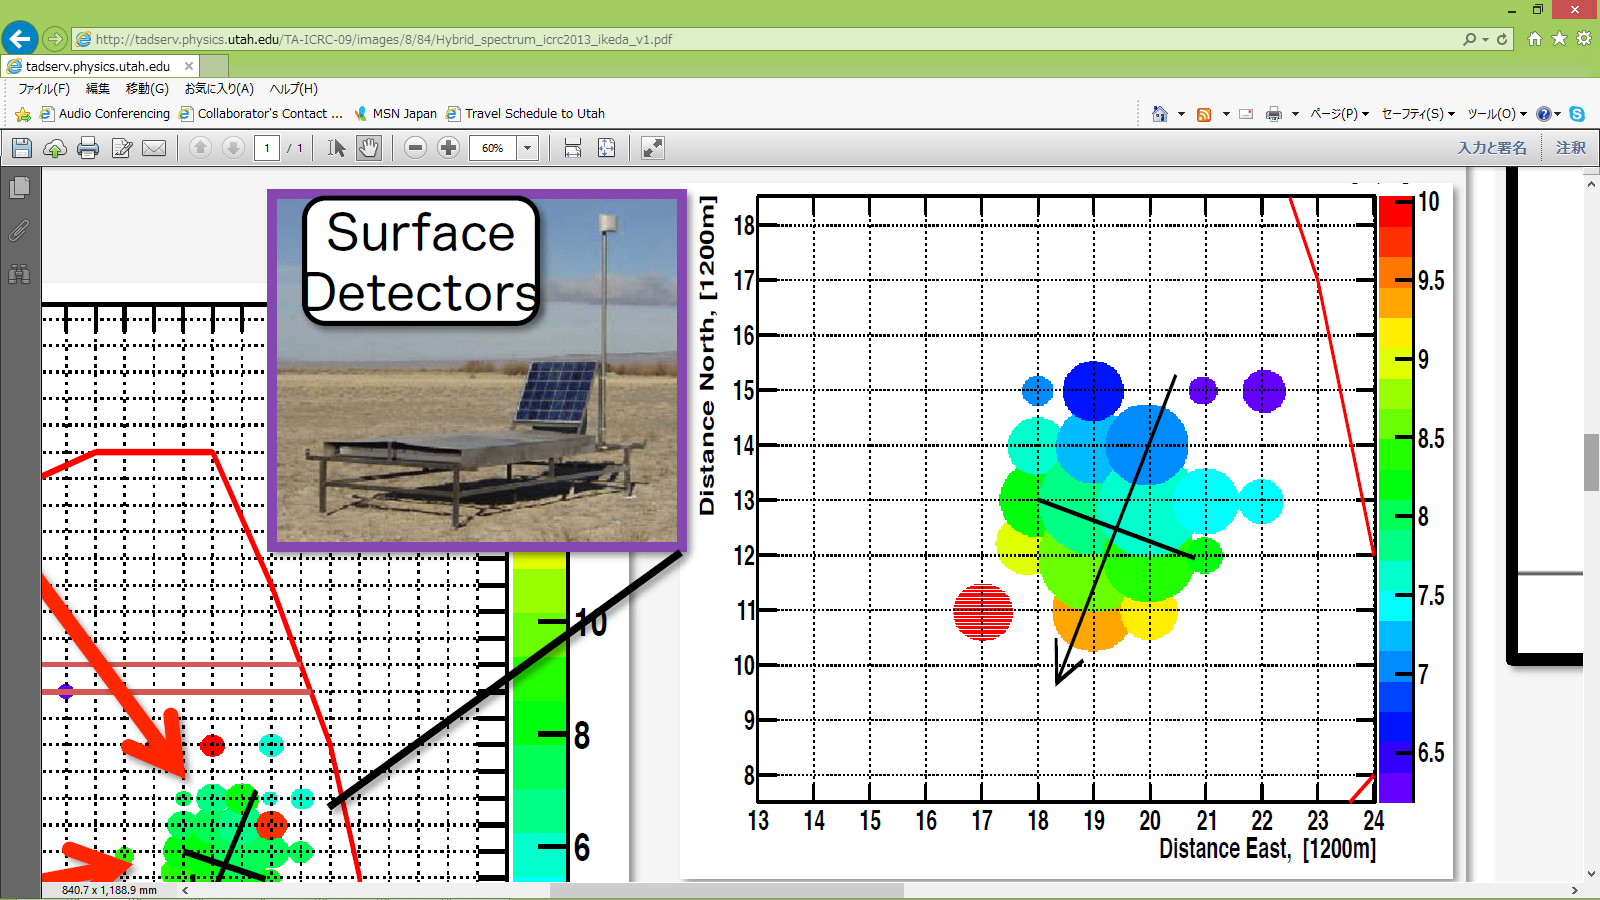 http://tadserv.physics.utah.edu/TA-ICRC-09/images/8/84/Hybrid_spectrum_icrc2013_ikeda_v1.pdf
tadserv.physics.utah.edu
ファイル(F) 編集 移動(G) お気に入り(A) ヘルプ(H)
Audio Conferencing Collaborator's Contact ... MSN Japan Travel Schedule to Utah
ページ(P) セーフティ(S) ツール(O)
1 / 1 60% 入力と署名 注釈
Surface
Detectors
10
8
6
Distance North, [1200m]
18
17
16
15
14
13
12
11
10
9
8
13 14 15 16 17 18 19 20 21 22 23 24
Distance East, [1200m]
10
9.5
9
8.5
8
7.5
7
6.5
840.7 x 1,188.9 mm